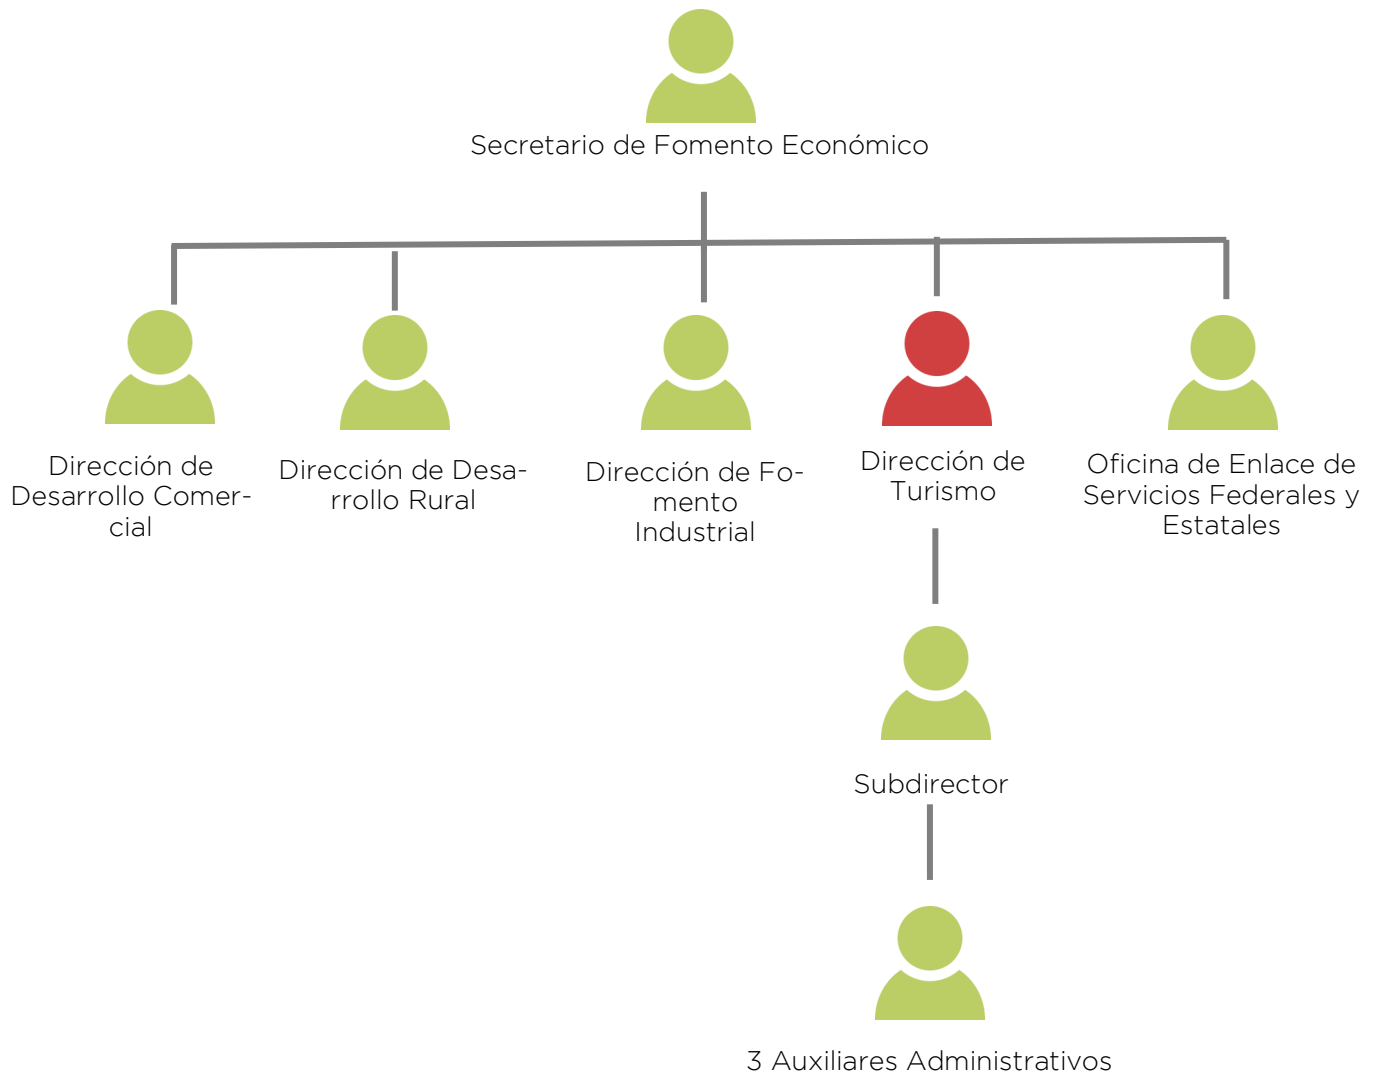 Secretario de Fomento Económico
Dirección de
Desarrollo Comer-
cial
Dirección de Desa-
rrollo Rural
Dirección de Fo-
mento
Industrial
Dirección de
Turismo
Oficina de Enlace de
Servicios Federales y
Estatales
Subdirector
3 Auxiliares Administrativos